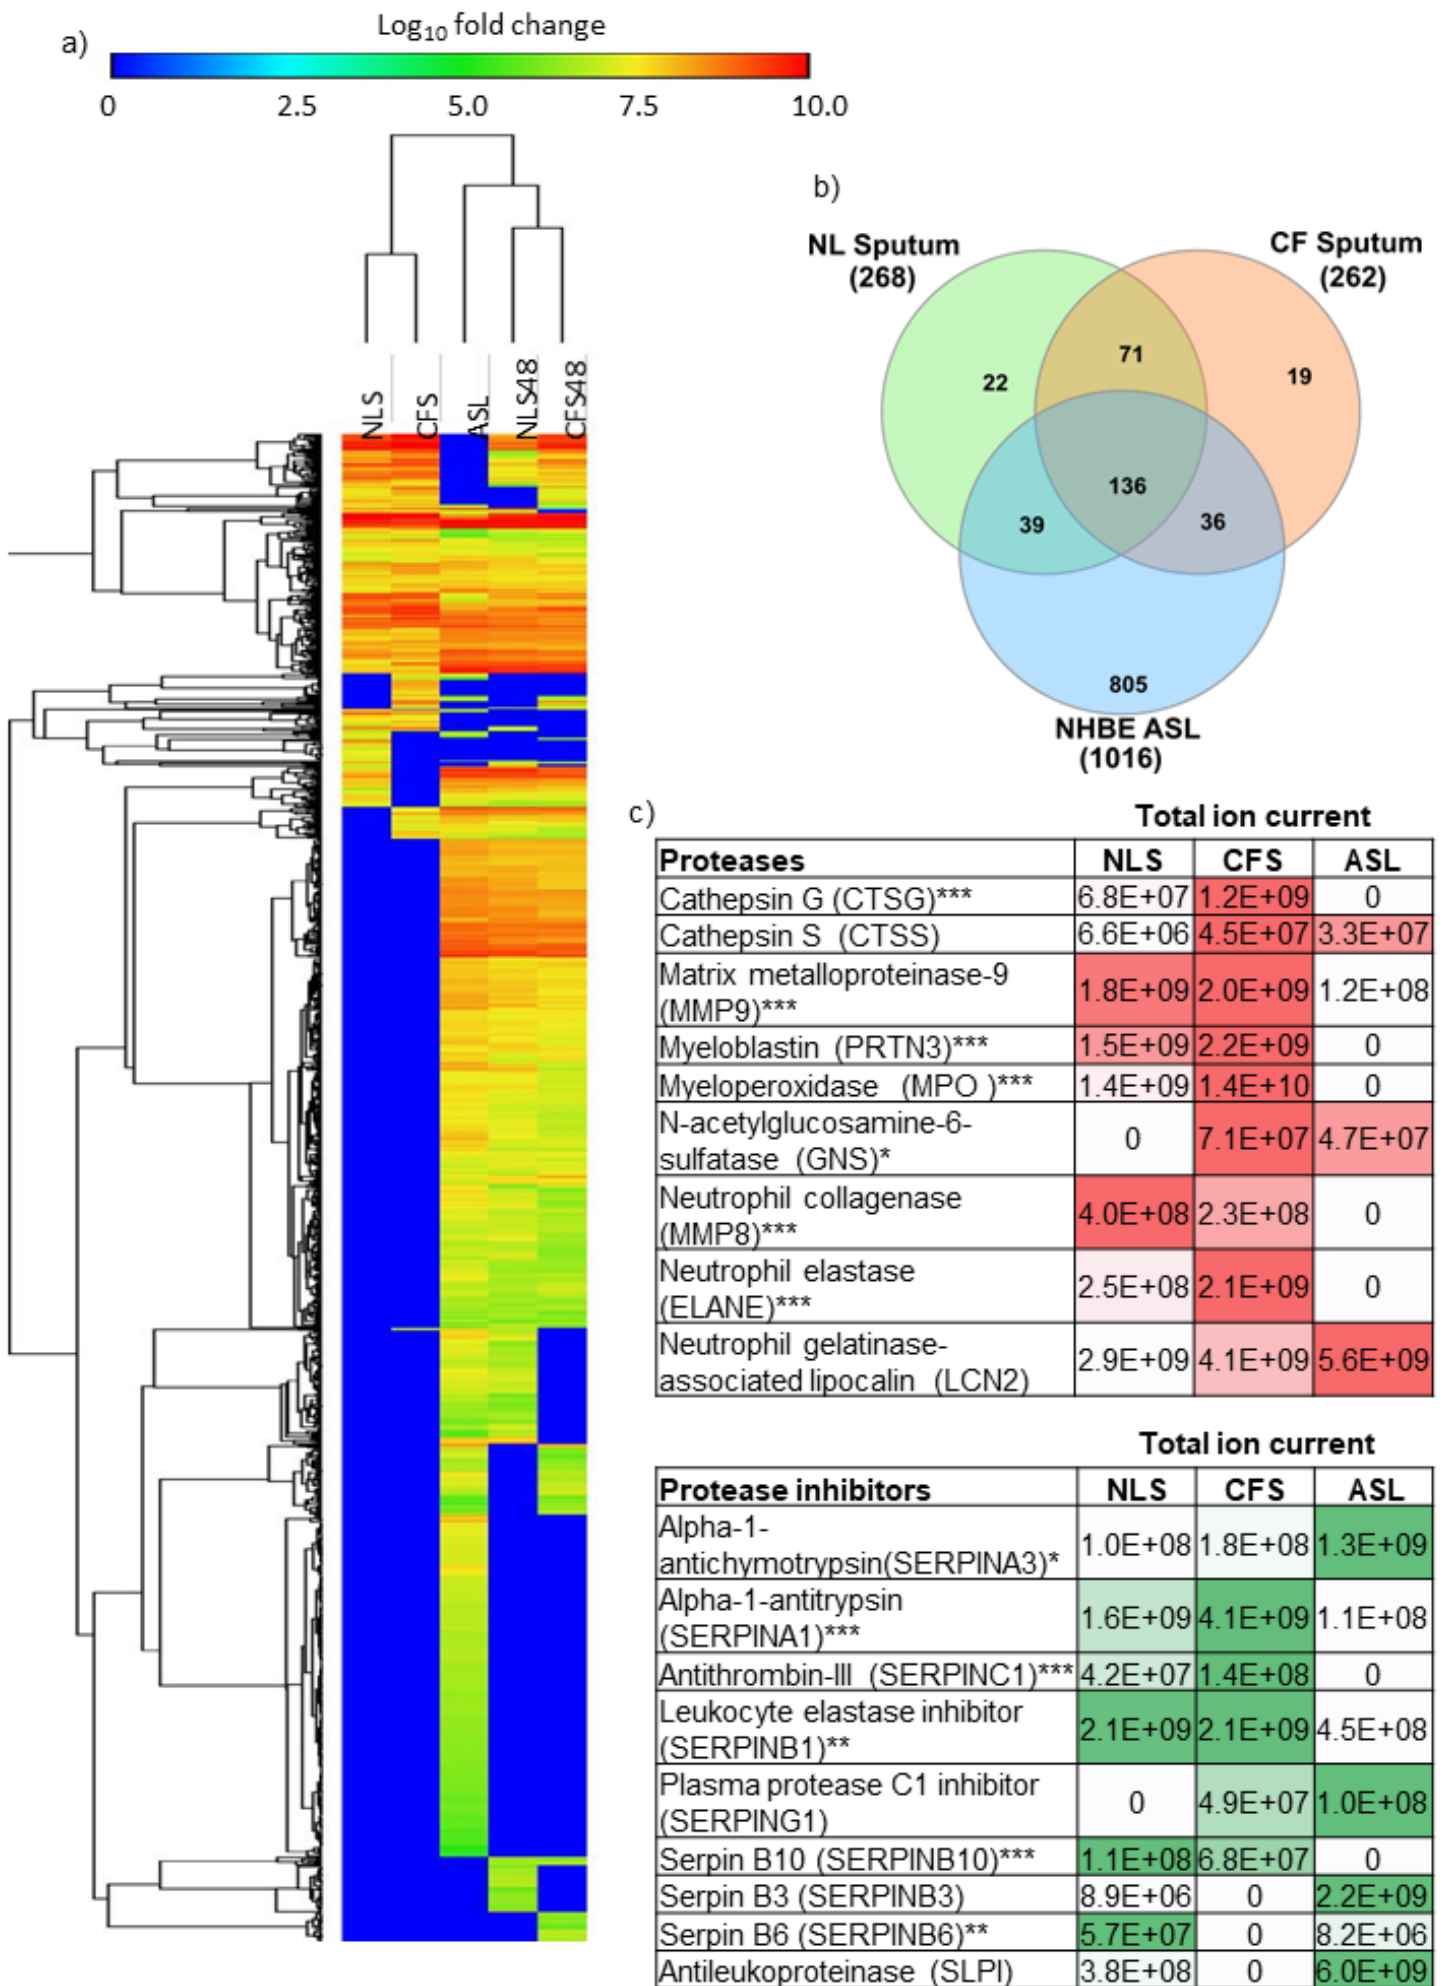 a)
Log10 fold change
0 2.5 5.0 7.5 10.0
NLS CFS ASL NLS48 CFS48
b)
NL Sputum
(268)
CF Sputum
(262)
71
22
19
136
39
36
805
NHBE ASL
(1016)
c)
Total ion current
Proteases NLS CFS ASL
Cathepsin G (CTSG)*** 6.8E+07 1.2E+09 0
Cathepsin S (CTSS) 6.6E+06 4.5E+07 3.3E+07
Matrix metalloproteinase-9
(MMP9)*** 1.8E+09 2.0E+09 1.2E+08
Myeloblastin (PRTN3)*** 1.5E+09 2.2E+09 0
Myeloperoxidase (MPO )*** 1.4E+09 1.4E+10 0
N-acetylglucosamine-6-
sulfatase (GNS)* 0 7.1E+07 4.7E+07
Neutrophil collagenase
(MMP8)*** 4.0E+08 2.3E+08 0
Neutrophil elastase
(ELANE)*** 2.5E+08 2.1E+09 0
Neutrophil gelatinase-
associated lipocalin (LCN2) 2.9E+09 4.1E+09 5.6E+09
Total ion current
Protease inhibitors NLS CFS ASL
Alpha-1-
antichymotrypsin(SERPINA3)* 1.0E+08 1.8E+08 1.3E+09
Alpha-1-antitrypsin
(SERPINA1)*** 1.6E+09 4.1E+09 1.1E+08
Antithrombin-III (SERPINC1)*** 4.2E+07 1.4E+08 0
Leukocyte elastase inhibitor
(SERPINB1)** 2.1E+09 2.1E+09 4.5E+08
Plasma protease C1 inhibitor
(SERPING1) 0 4.9E+07 1.0E+08
Serpin B10 (SERPINB10)*** 1.1E+08 6.8E+07 0
Serpin B3 (SERPINB3) 8.9E+06 0 2.2E+09
Serpin B6 (SERPINB6)** 5.7E+07 0 8.2E+06
Antileukoproteinase (SLPI) 3.8E+08 0 6.0E+09